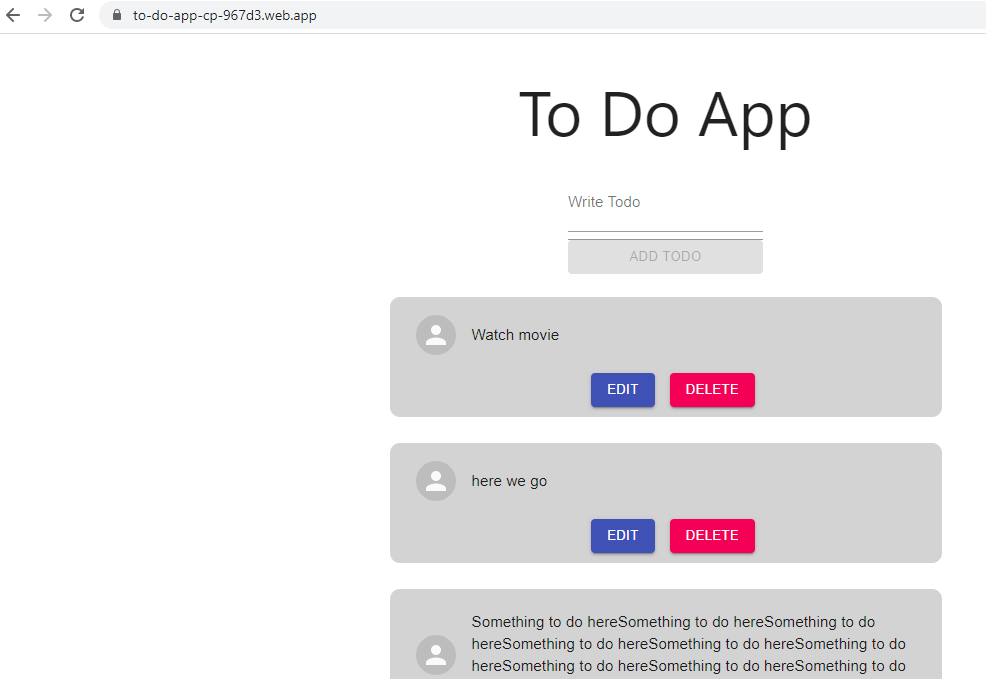 to-do-app-cp-967d3.web.app
To Do App
Write Todo
ADD TODO
Watch movie
EDIT DELETE
here we go
EDIT DELETE
Something to do hereSomething to do hereSomething to do
hereSomething to do hereSomething to do hereSomething to do
hereSomething to do hereSomething to do hereSomething to do